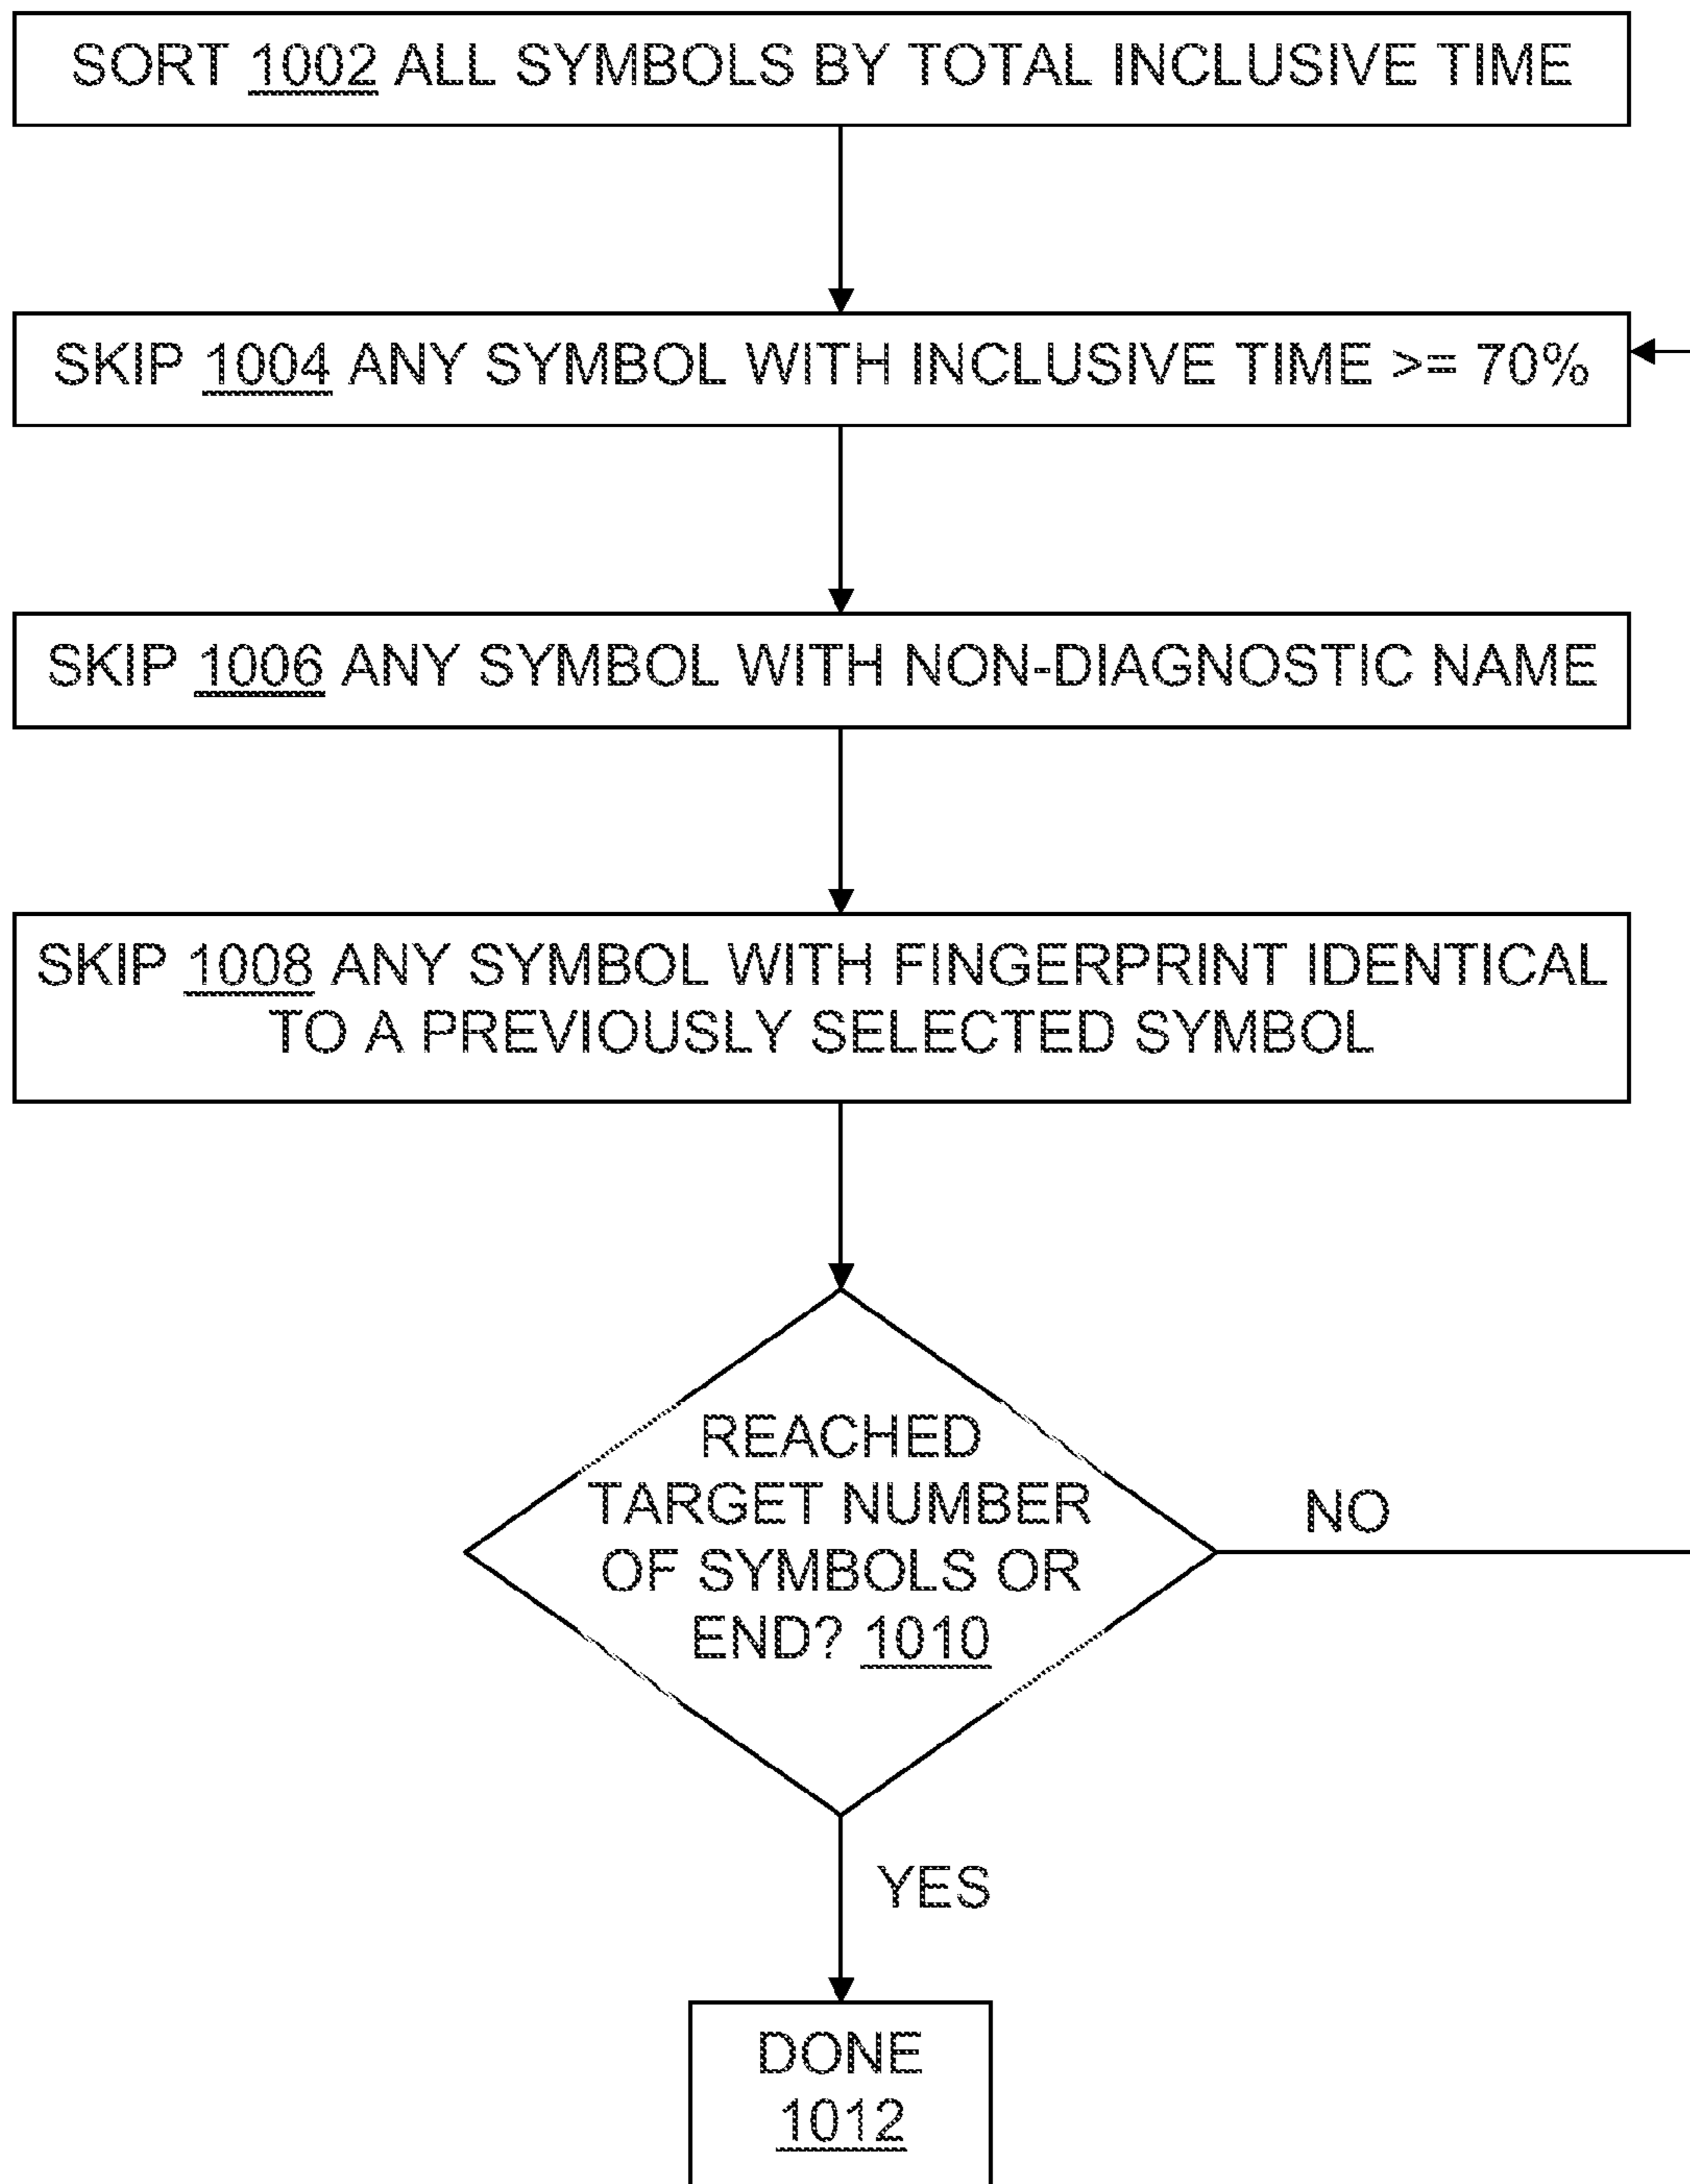 SORT 1002 ALL SYMBOLS BY TOTAL INCLUSIVE TIME
SKIP 1004 ANY SYMBOL WITH INCLUSIVE TIME >= 70%
SKIP 1006 ANY SYMBOL WITH NON-DIAGNOSTIC NAME
SKIP 1008 ANY SYMBOL WITH FINGERPRINT IDENTICAL
TO A PREVIOUSLY SELECTED SYMBOL
REACHED
TARGET NUMBER
OF SYMBOLS OR
END? 1010
NO
YES
DONE
1012